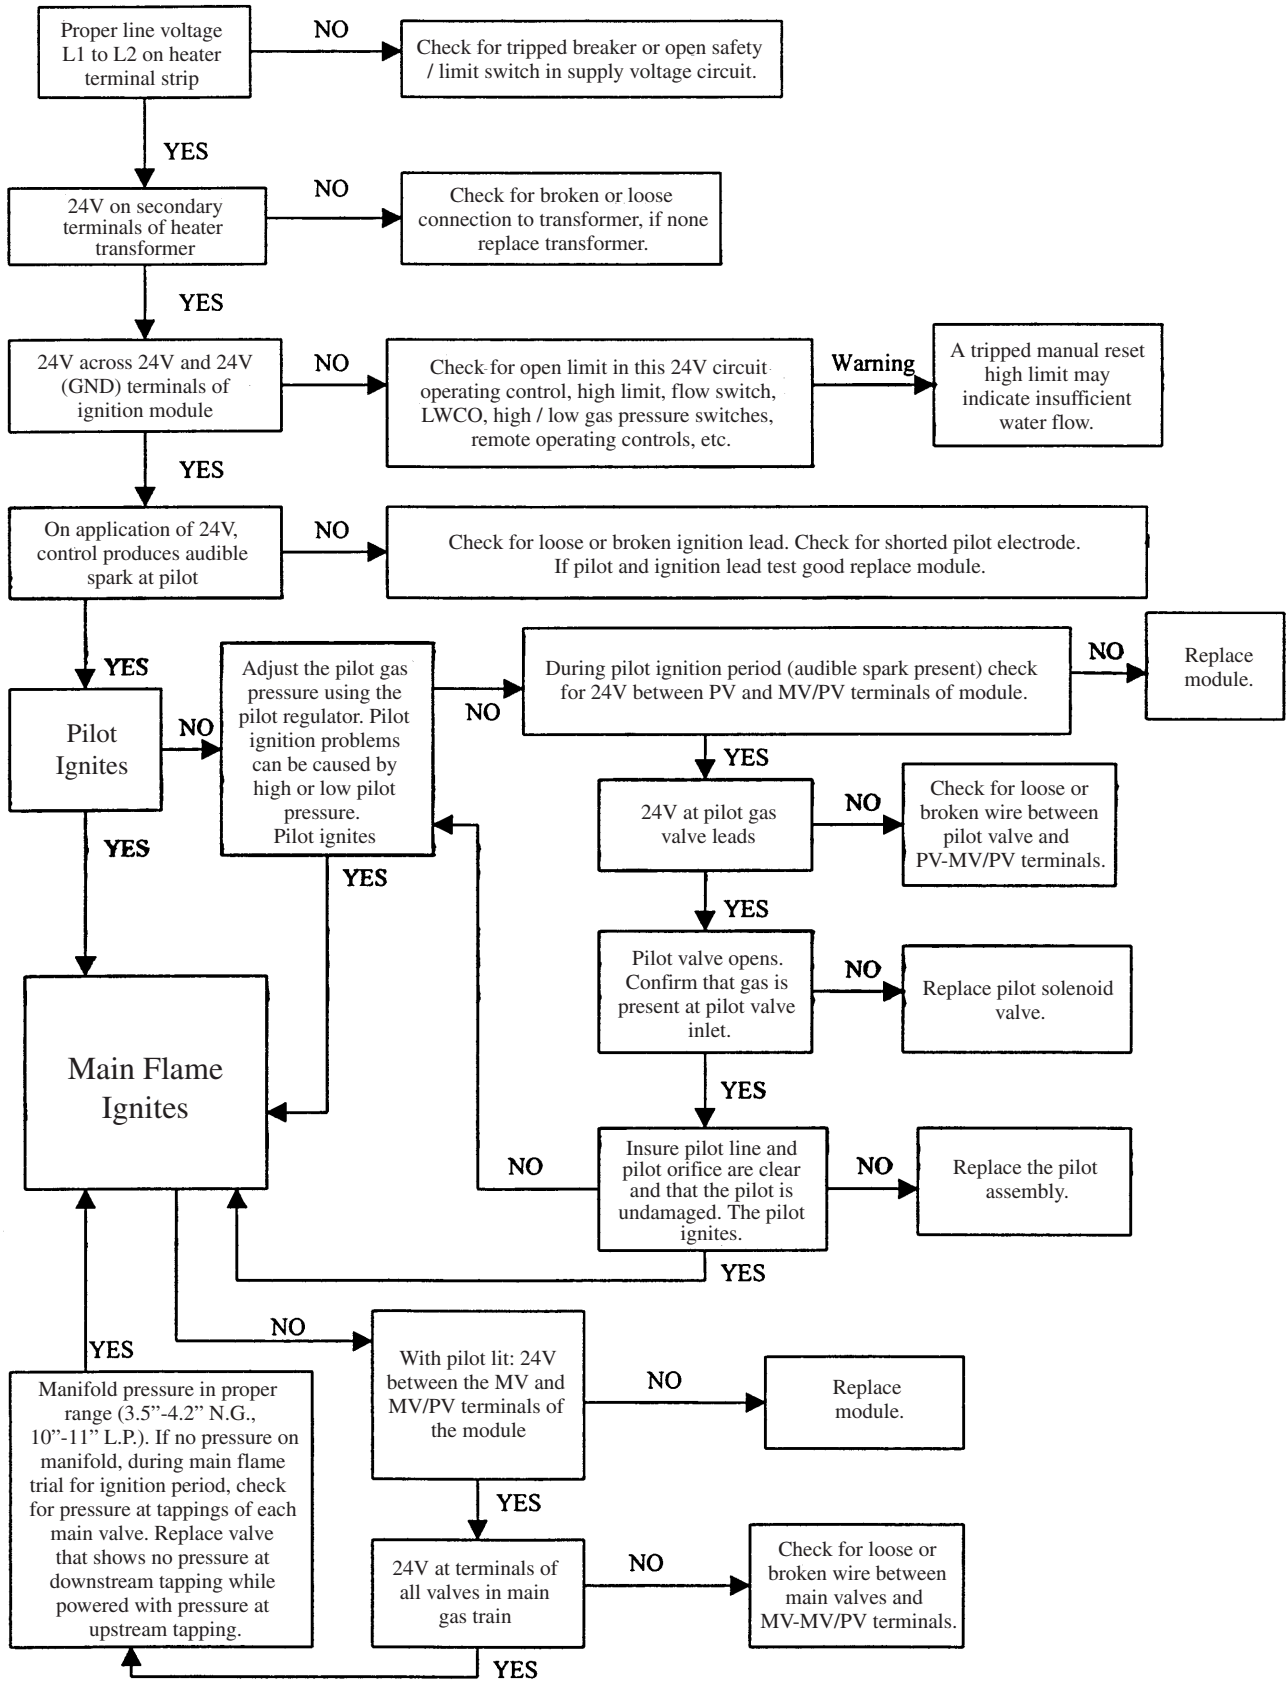 Proper line voltage
L1 to L2 on heater
terminal strip
NO
Check for tripped breaker or open safety
/ limit switch in supply voltage circuit.
YES
24V on secondary
terminals of heater
transformer
NO
Check for broken or loose
connection to transformer, if none
replace transformer.
YES
24V across 24V and 24V
(GND) terminals of
ignition module
NO
Check for open limit in this 24V circuit
operating control, high limit, flow switch,
LWCO, high / low gas pressure switches,
remote operating controls, etc.
Warning
A tripped manual reset
high limit may
indicate insufficient
water flow.
YES
On application of 24V,
control produces audible
spark at pilot
NO
Check for loose or broken ignition lead. Check for shorted pilot electrode.
If pilot and ignition lead test good replace module.
YES
Pilot
Ignites
NO
Adjust the pilot gas
pressure using the
pilot regulator. Pilot
ignition problems
can be caused by
high or low pilot
pressure.
Pilot ignites
NO
During pilot ignition period (audible spark present) check
for 24V between PV and MV/PV terminals of module.
NO
Replace
module.
YES
24V at pilot gas
valve leads
NO
Check for loose or
broken wire between
pilot valve and
PV-MV/PV terminals.
YES
YES
YES
Pilot valve opens.
Confirm that gas is
present at pilot valve
inlet.
NO
Replace pilot solenoid
valve.
Main Flame
Ignites
YES
Insure pilot line and
pilot orifice are clear
and that the pilot is
undamaged. The pilot
ignites.
NO
NO
Replace the pilot
assembly.
YES
NO
YES
With pilot lit: 24V
between the MV and
MV/PV terminals of
the module
NO
Replace
module.
Manifold pressure in proper
range (3.5”-4.2” N.G.,
10”-11” L.P.). If no pressure on
manifold, during main flame
trial for ignition period, check
for pressure at tappings of each
main valve. Replace valve
that shows no pressure at
downstream tapping while
powered with pressure at
upstream tapping.
YES
24V at terminals of
all valves in main
gas train
NO
Check for loose or
broken wire between
main valves and
MV-MV/PV terminals.
YES